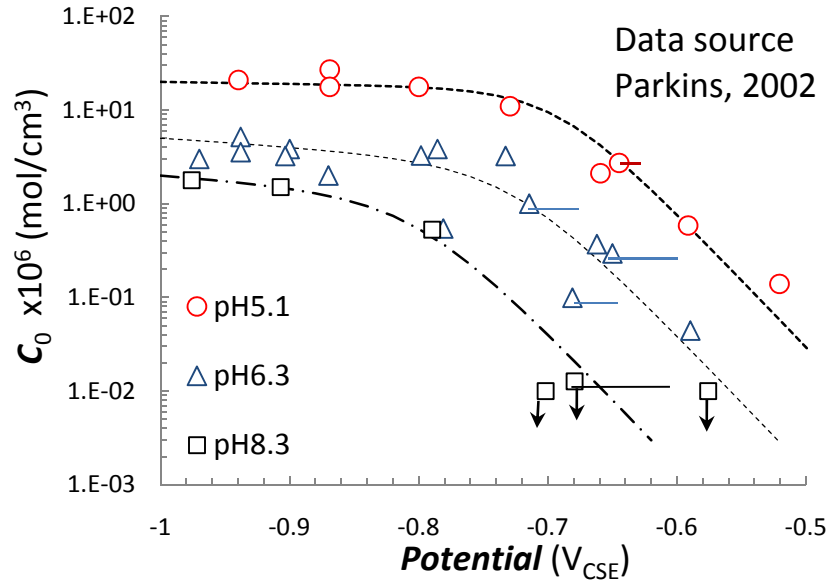 1.E+02
1.E+01
1.E+00
1.E-01
1.E-02
1.E-03
C₀ x10⁶ (mol/cm³)
Data source
Parkins, 2002
pH5.1
pH6.3
pH8.3
-1 -0.9 -0.8 -0.7 -0.6 -0.5
Potential (V_CSE)